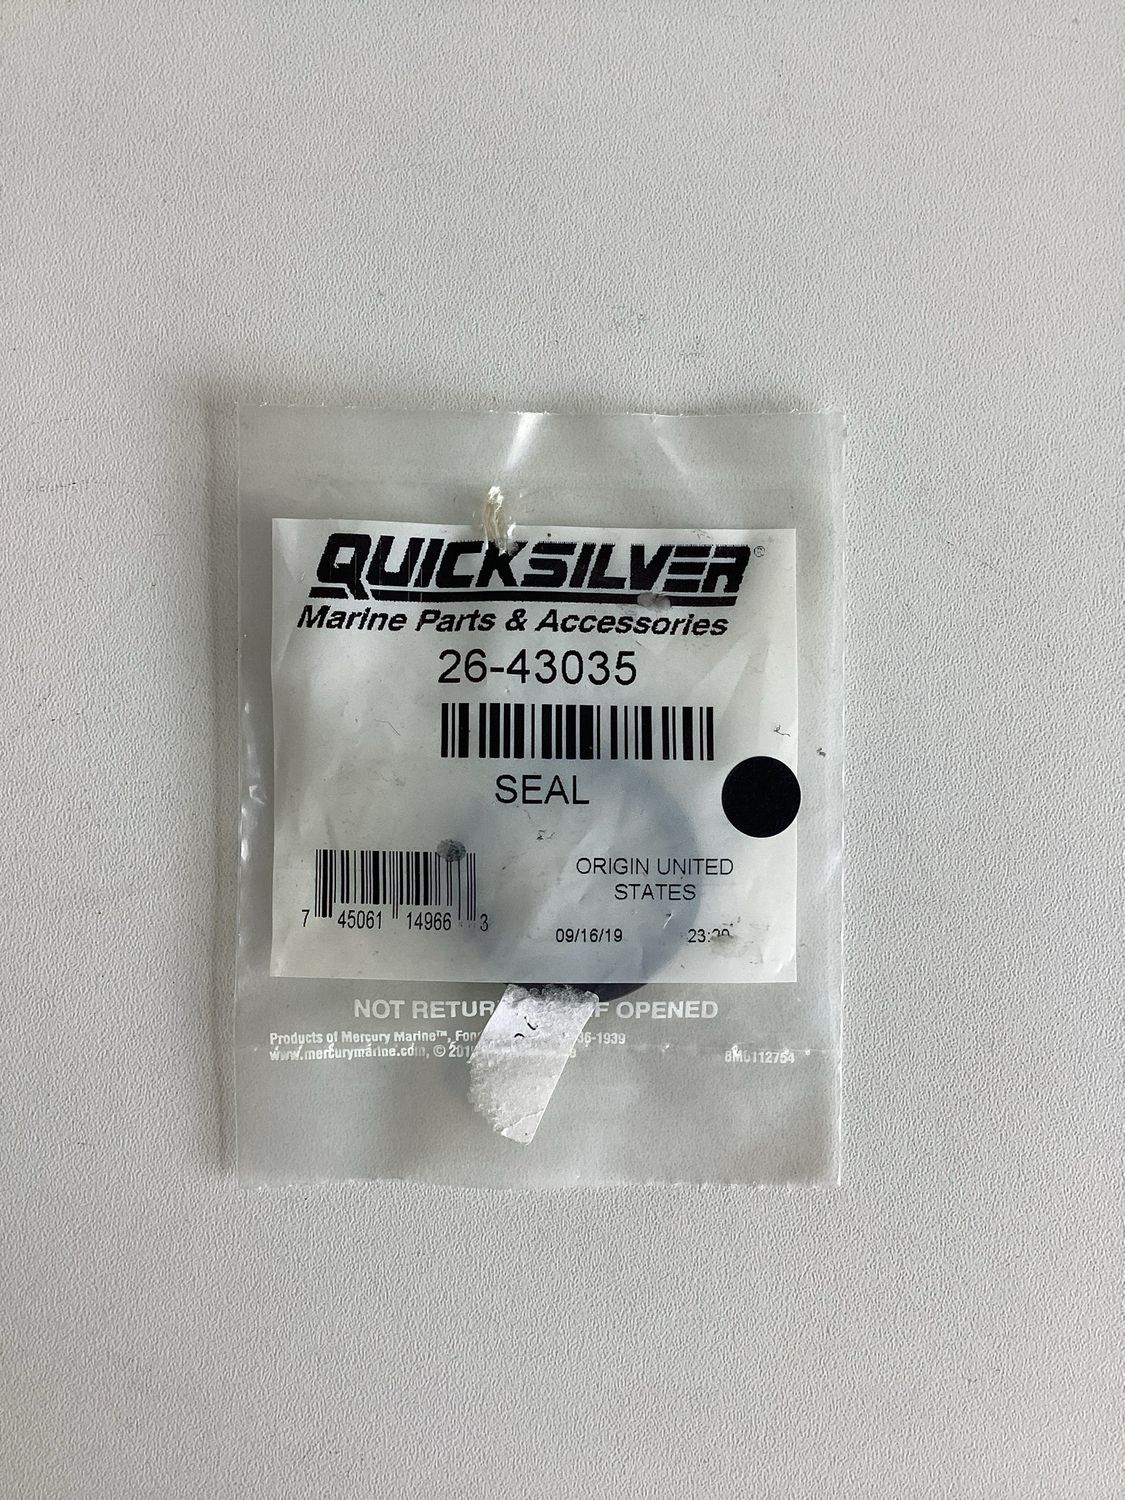 QUICKSILVER®
Marine Parts & Accessories
26-43035
SEAL
ORIGIN UNITED
STATES
7 45061 14966 3
09/16/19
NOT OPENED
Products of Mercury Marine™,
www.mercurymarine.com, ©
8M0112754